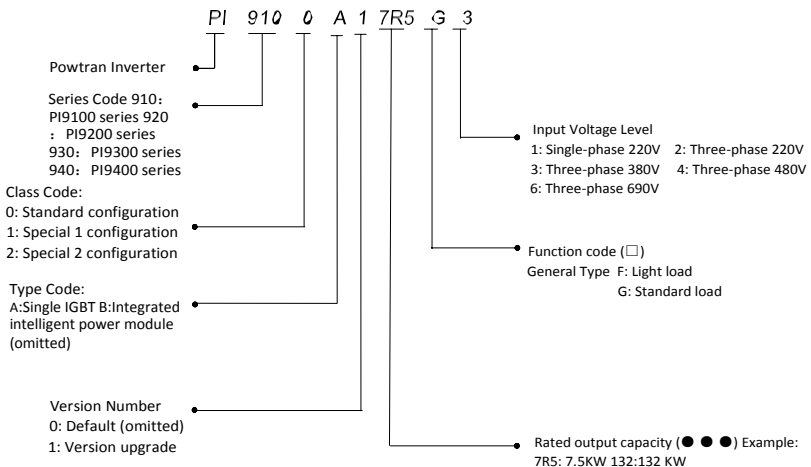 PI 910 0 A 1 7R5 G 3
Powtran Inverter
Series Code 910：
PI9100 series 920
：PI9200 series
930：PI9300 series
940：PI9400 series
Class Code:
0: Standard configuration
1: Special 1 configuration
2: Special 2 configuration
Type Code:
A:Single IGBT B:Integrated
intelligent power module
(omitted)
Version Number
0: Default (omitted)
1: Version upgrade
Input Voltage Level
1: Single-phase 220V 2: Three-phase 220V
3: Three-phase 380V 4: Three-phase 480V
6: Three-phase 690V
Function code (□)
General Type F: Light load
G: Standard load
Rated output capacity (● ● ●) Example:
7R5: 7.5KW 132:132 KW